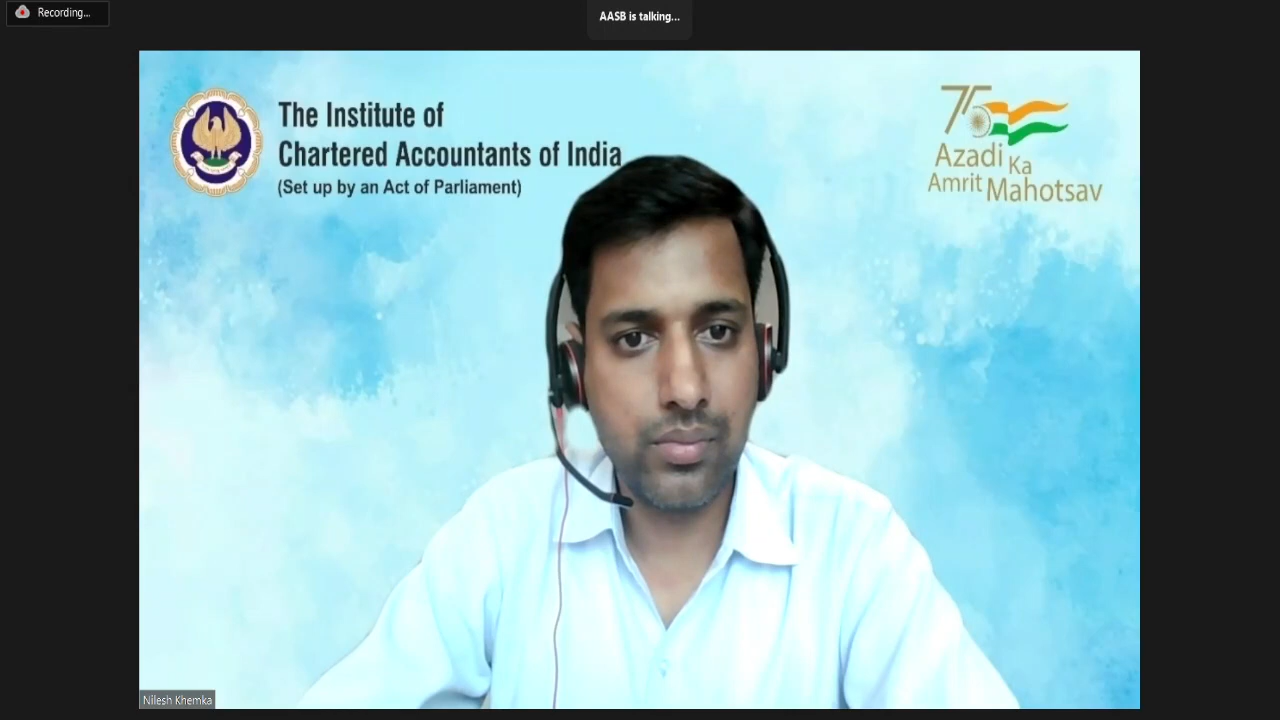 Recording...
AASB is talking...
The Institute of
Chartered Accountants of India
(Set up by an Act of Parliament)
75
Azadi Ka
Amrit Mahotsav
Nilesh Khemka